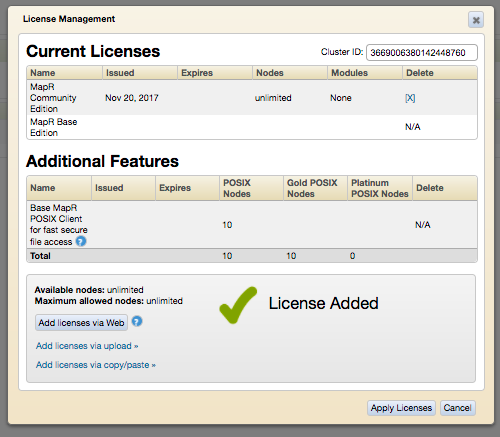 License Management
Current Licenses
Cluster ID: 3669006380142448760
Name Issued Expires Nodes Modules Delete
MapR
Community
Edition
Nov 20, 2017 unlimited None [X]
MapR Base
Edition
N/A
Additional Features
Name Issued Expires POSIX Nodes Gold POSIX Nodes Platinum POSIX Nodes Delete
Base MapR
POSIX Client
for fast secure
file access ?
10 N/A
Total 10 10 0
Available nodes: unlimited
Maximum allowed nodes: unlimited
License Added
Add licenses via Web ?
Add licenses via upload »
Add licenses via copy/paste »
Apply Licenses Cancel